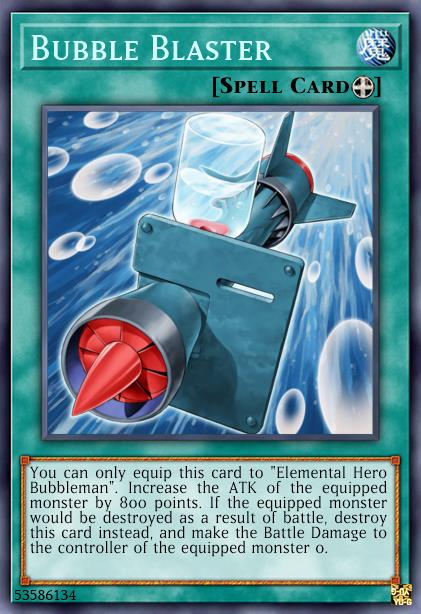 Bubble Blaster
[Spell Card]
You can only equip this card to "Elemental Hero
Bubbleman". Increase the ATK of the equipped
monster by 800 points. If the equipped monster
would be destroyed as a result of battle, destroy
this card instead, and make the Battle Damage to
the controller of the equipped monster 0.
53586134